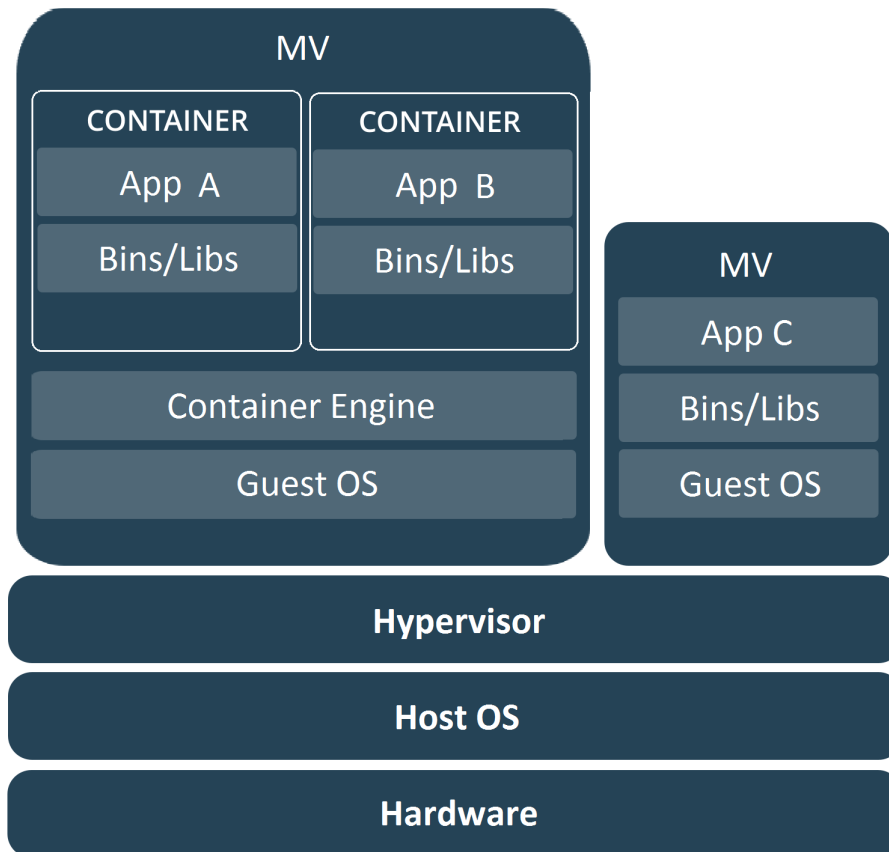 MV
CONTAINER
App A
Bins/Libs
CONTAINER
App B
Bins/Libs
Container Engine
Guest OS
MV
App C
Bins/Libs
Guest OS
Hypervisor
Host OS
Hardware